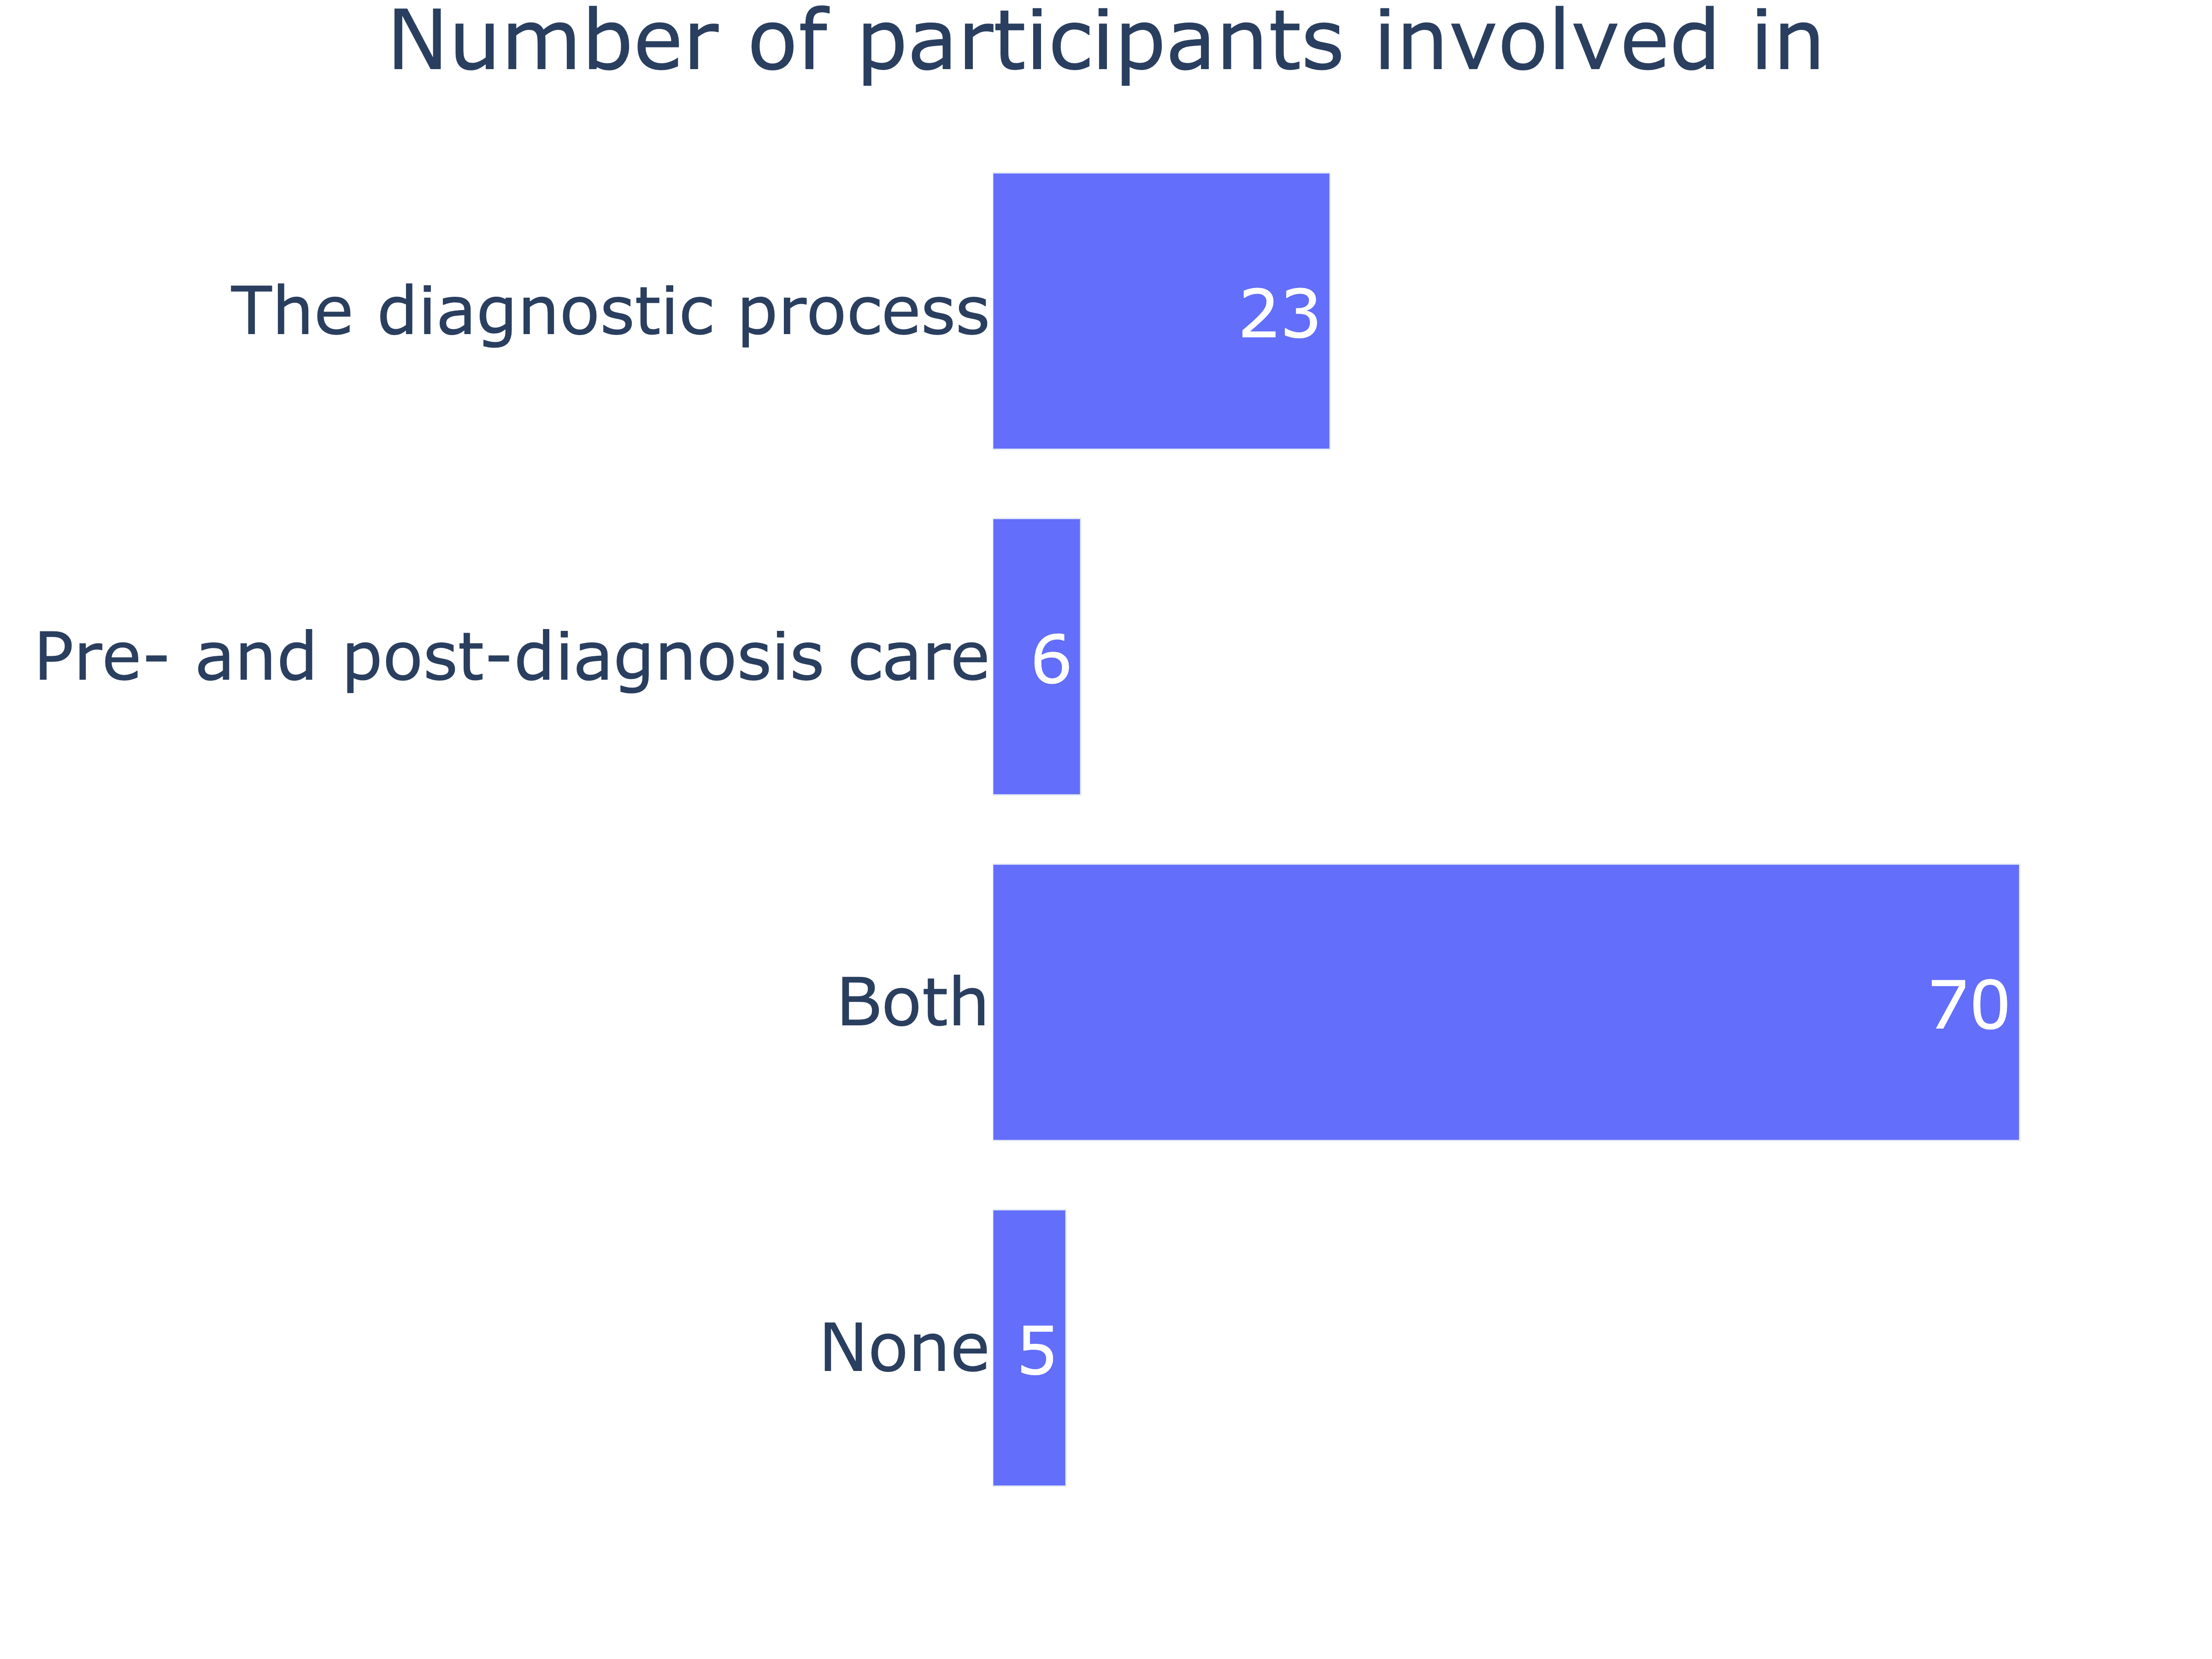 Number of participants involved in
The diagnostic process 23
Pre- and post-diagnosis care 6
Both 70
None 5